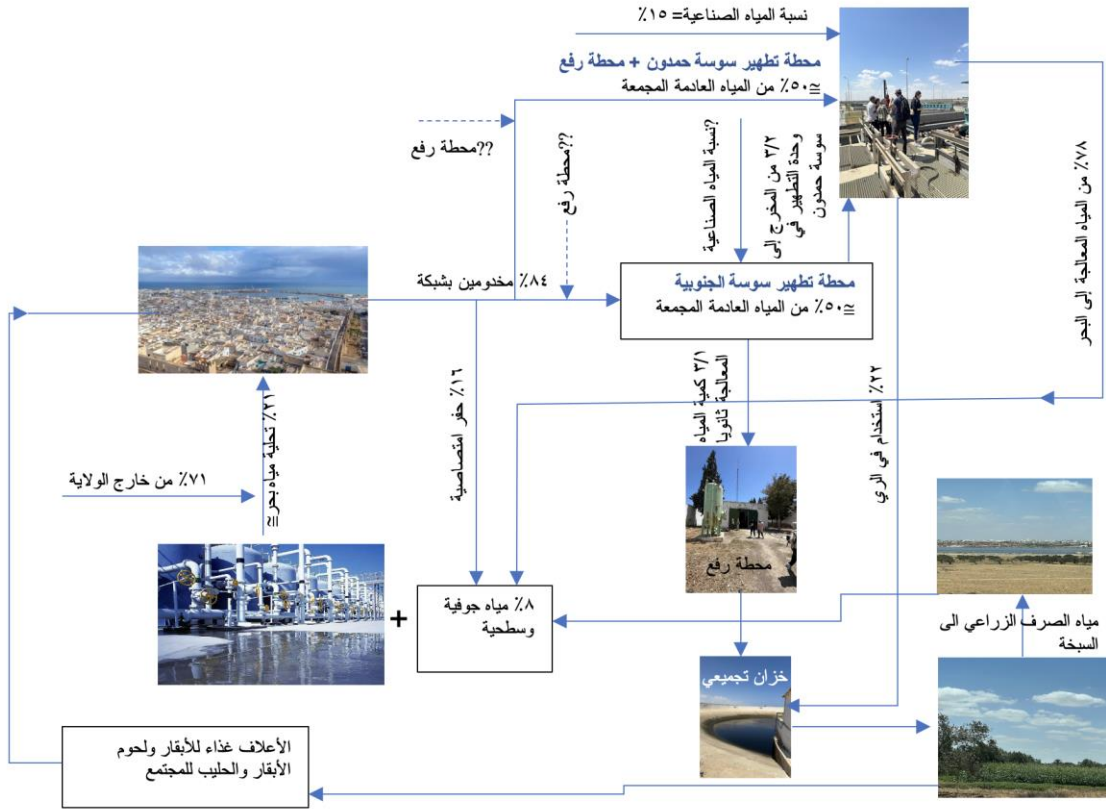 نسبة المياه الصناعية= ١٥٪
محطة تطهير سوسة حمدون + محطة رفع
≅٥٠٪ من المياه العادمة المجمعة
??محطة رفع
??محطة رفع
?نسبة المياه الصناعية
٣/٢ من المخرج إلى
وحدة التطهير في
سوسة حمدون
٧٨٪ من المياه المعالجة إلى البحر
٨٤٪ مخدومين بشبكة
محطة تطهير سوسة الجنوبية
≅٥٠٪ من المياه العادمة المجمعة
١٦٪ حفر امتصاصية
٣/١ كمية المياه
المعالجة ثانويا
٢٢٪ استخدام في الري
≅٢١٪ تحلية مياه بحر
٧١٪ من خارج الولاية
محطة رفع
+
٨٪ مياه جوفية
وسطحية
مياه الصرف الزراعي الى
السبخة
خزان تجميعي
الأعلاف غذاء للأبقار ولحوم
الأبقار والحليب للمجتمع